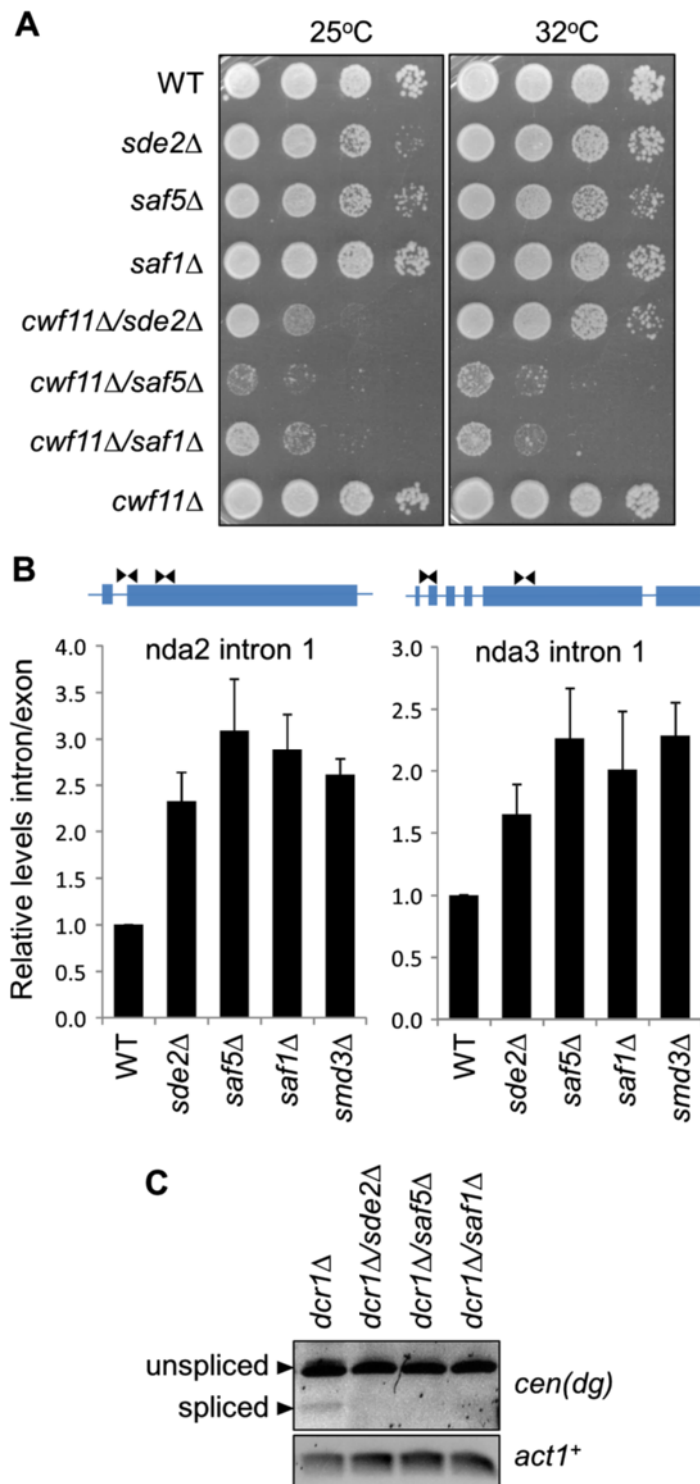 A
25°C 32°C
WT
sde2Δ
saf5Δ
saf1Δ
cwf11Δ/sde2Δ
cwf11Δ/saf5Δ
cwf11Δ/saf1Δ
cwf11Δ
B
nda2 intron 1
Relative levels intron/exon
4.0
3.5
3.0
2.5
2.0
1.5
1.0
0.5
0.0
WT
sde2Δ
saf5Δ
saf1Δ
smd3Δ
nda3 intron 1
3.0
2.5
2.0
1.5
1.0
0.5
0.0
WT
sde2Δ
saf5Δ
saf1Δ
smd3Δ
C
dcr1Δ
dcr1Δ/sde2Δ
dcr1Δ/saf5Δ
dcr1Δ/saf1Δ
unspliced
spliced
cen(dg)
act1+